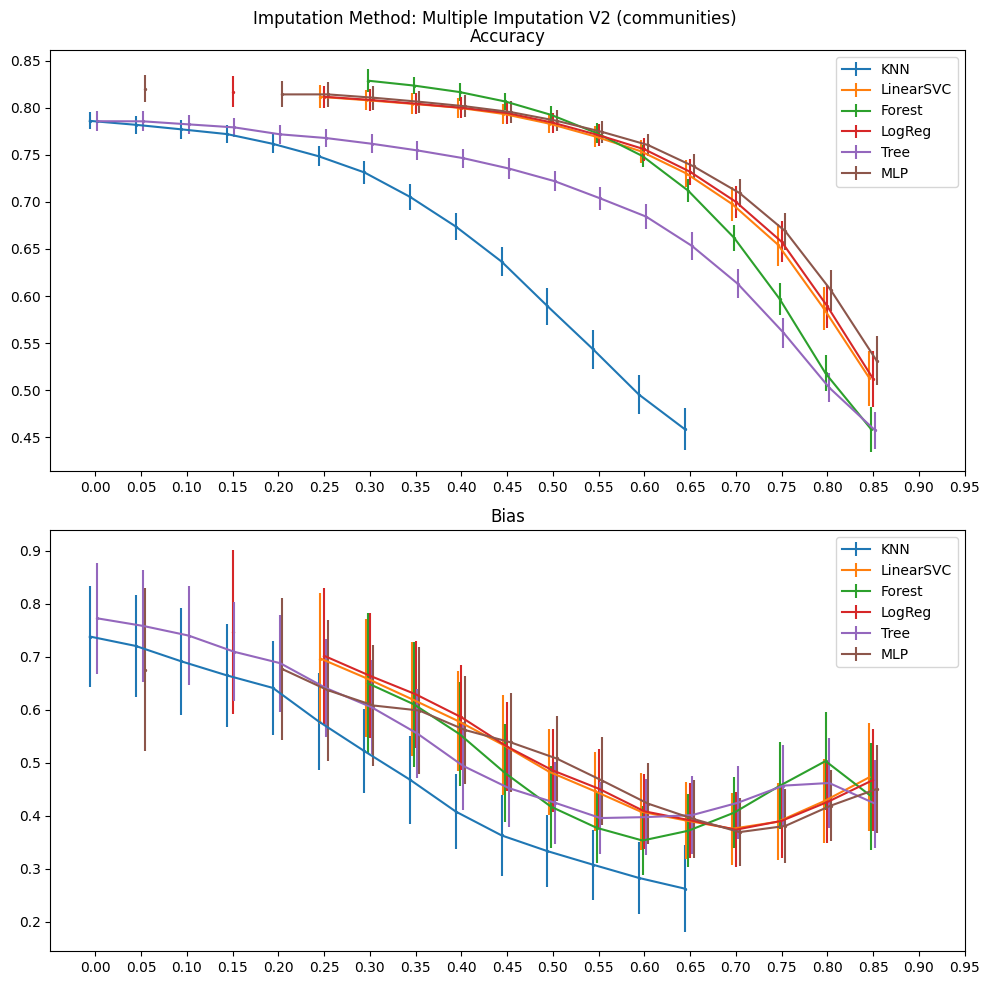 Imputation Method: Multiple Imputation V2 (communities)
Accuracy
0.85
0.80
0.75
0.70
0.65
0.60
0.55
0.50
0.45
KNN
LinearSVC
Forest
LogReg
Tree
MLP
0.00 0.05 0.10 0.15 0.20 0.25 0.30 0.35 0.40 0.45 0.50 0.55 0.60 0.65 0.70 0.75 0.80 0.85 0.90 0.95
Bias
0.9
0.8
0.7
0.6
0.5
0.4
0.3
0.2
KNN
LinearSVC
Forest
LogReg
Tree
MLP
0.00 0.05 0.10 0.15 0.20 0.25 0.30 0.35 0.40 0.45 0.50 0.55 0.60 0.65 0.70 0.75 0.80 0.85 0.90 0.95